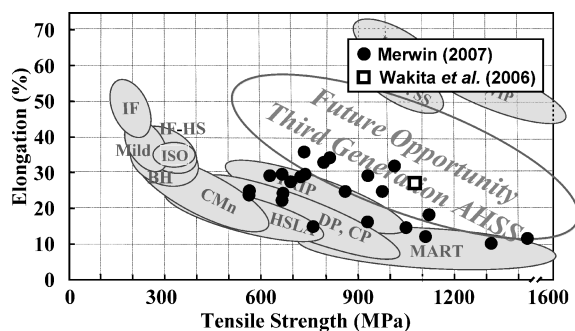 Elongation (%)
70
60
50
40
30
20
10
0
0
300
600
900
1200
1600
Tensile Strength (MPa)
Merwin (2007)
Wakita et al. (2006)
IF
IF-HS
Mild
ISO
BH
CMn
HSLA
DP, CP
MART
Future Opportunity
Third Generation AHSS